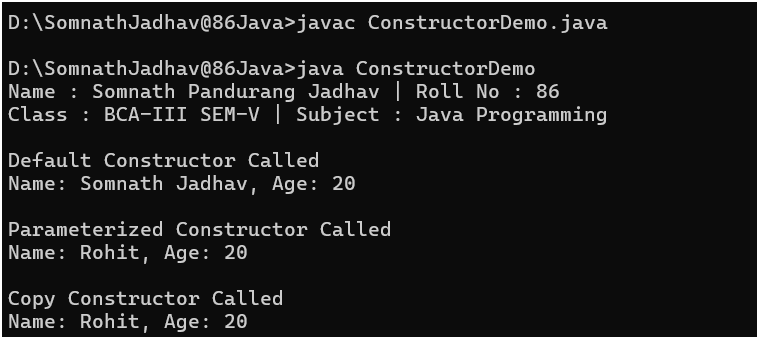 D:\SomnathJadhav@86Java>javac ConstructorDemo.java
D:\SomnathJadhav@86Java>java ConstructorDemo
Name : Somnath Pandurang Jadhav | Roll No : 86
Class : BCA-III SEM-V | Subject : Java Programming
Default Constructor Called
Name: Somnath Jadhav, Age: 20
Parameterized Constructor Called
Name: Rohit, Age: 20
Copy Constructor Called
Name: Rohit, Age: 20